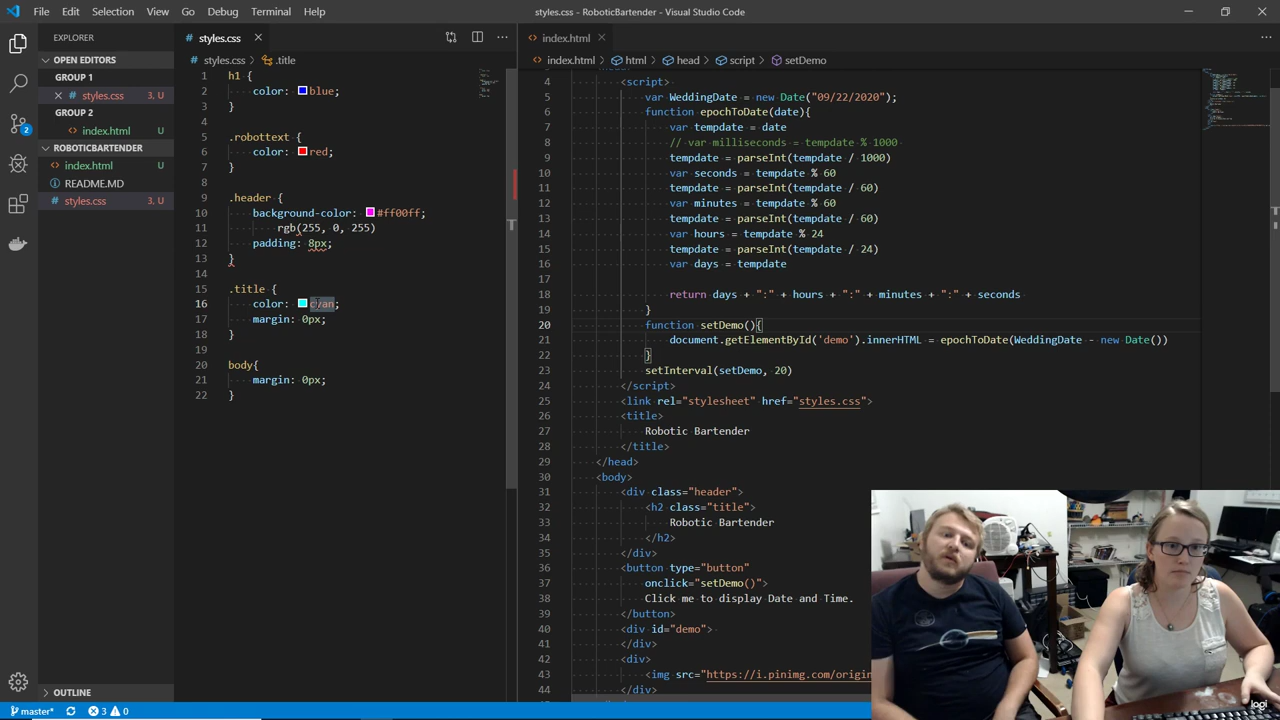 File Edit Selection View Go Debug Terminal Help
styles.css - RoboticBartender - Visual Studio Code
EXPLORER
OPEN EDITORS
GROUP 1
styles.css 3, U
GROUP 2
index.html U
ROBOTICBARTENDER
index.html U
README.MD
styles.css 3, U
OUTLINE
2
styles.css
styles.css > .title
1 h1 {
2 color: blue;
3 }
4
5 .robottext {
6 color: red;
7 }
8
9 .header {
10 background-color: #ff00ff;
11 rgb(255, 0, 255)
12 padding: 8px;
13 }
14
15 .title {
16 color: cyan;
17 margin: 0px;
18 }
19
20 body{
21 margin: 0px;
22 }
index.html
index.html > html > head > script > setDemo
4 <script>
5 var WeddingDate = new Date("09/22/2020");
6 function epochToDate(date){
7 var tempdate = date
8 // var milliseconds = tempdate % 1000
9 tempdate = parseInt(tempdate / 1000)
10 var seconds = tempdate % 60
11 tempdate = parseInt(tempdate / 60)
12 var minutes = tempdate % 60
13 tempdate = parseInt(tempdate / 60)
14 var hours = tempdate % 24
15 tempdate = parseInt(tempdate / 24)
16 var days = tempdate
17
18 return days + ":" + hours + ":" + minutes + ":" + seconds
19 }
20 function setDemo(){
21 document.getElementById('demo').innerHTML = epochToDate(WeddingDate - new Date())
22 }
23 setInterval(setDemo, 20)
24 </script>
25 <link rel="stylesheet" href="styles.css">
26 <title>
27 Robotic Bartender
28 </title>
29 </head>
30 <body>
31 <div class="header">
32 <h2 class="title">
33 Robotic Bartender
34 </h2>
35 </div>
36 <button type="button"
37 onclick="setDemo()">
38 Click me to display Date and Time.
39 </button>
40 <div id="demo">
41 </div>
42 <div>
43 <img src="https://i.pinimg.com/origin
44 </div>
master* 3 0
logi